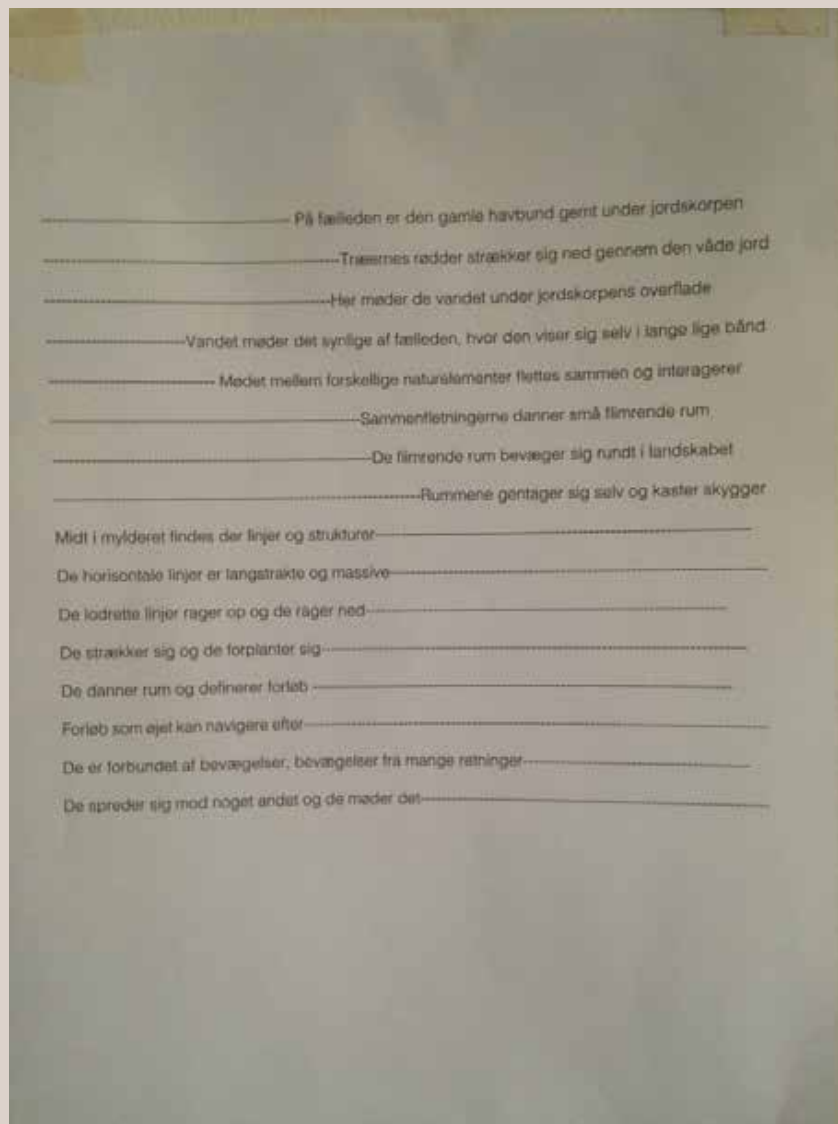 ---------------------------------------- På fælleden er den gamle havbund gemt under jordskorpen
------------------------------------------------Træernes rødder strækker sig ned gennem den våde jord
----------------------------------------------Her møder de vandet under jordskorpens overflade
-----------------------Vandet møder det synlige af fælleden, hvor den viser sig selv i lange lige bånd
--------------------------- Mødet mellem forskellige naturelementer flettes sammen og interagerer
--------------------------------------------------Sammenfletningerne danner små flimrende rum
----------------------------------------------------De flimrende rum bevæger sig rundt i landskabet
------------------------------------------------------------Rummene gentager sig selv og kaster skygger
Midt i mylderet findes der linjer og strukturer-------------------------------------------------------------
De horisontale linjer er langstrakte og massive-------------------------------------------------------------
De lodrette linjer rager op og de rager ned----------------------------------------------------------
De strækker sig og de forplanter sig--------------------------------------------------------------------
De danner rum og definerer forløb --------------------------------------------------------------------
Forløb som øjet kan navigere efter---------------------------------------------------------------------------
De er forbundet af bevægelser, bevægelser fra mange retninger-------------------------------------
De spreder sig mod noget andet og de møder det---------------------------------------------------------